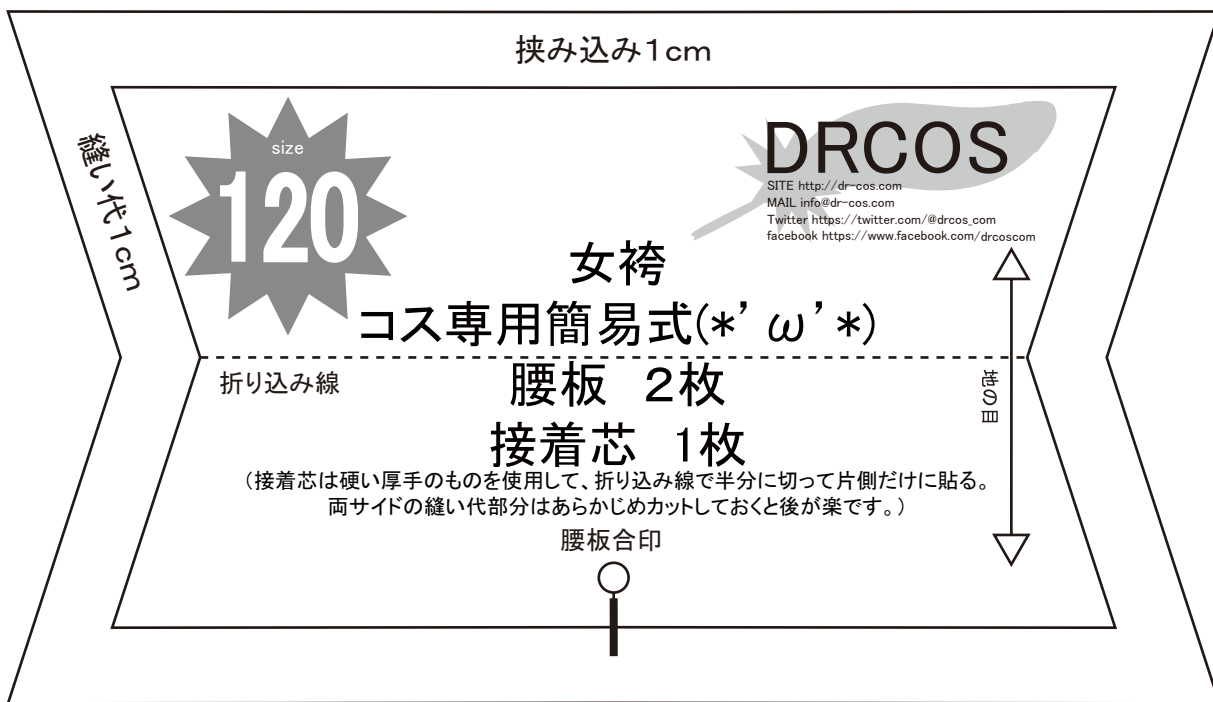 挟み込み1cm
縫い代1cm
size
120
DRCOS
SITE http://dr-cos.com
MAIL info@dr-cos.com
Twitter https://twitter.com/@drcos_com
facebook https://www.facebook.com/drcoscom
女袴
コス専用簡易式(*’ω’*)
折り込み線
腰板　２枚
地の目
接着芯　1枚
（接着芯は硬い厚手のものを使用して、折り込み線で半分に切って片側だけに貼る。
両サイドの縫い代部分はあらかじめカットしておくと後が楽です。）
腰板合印